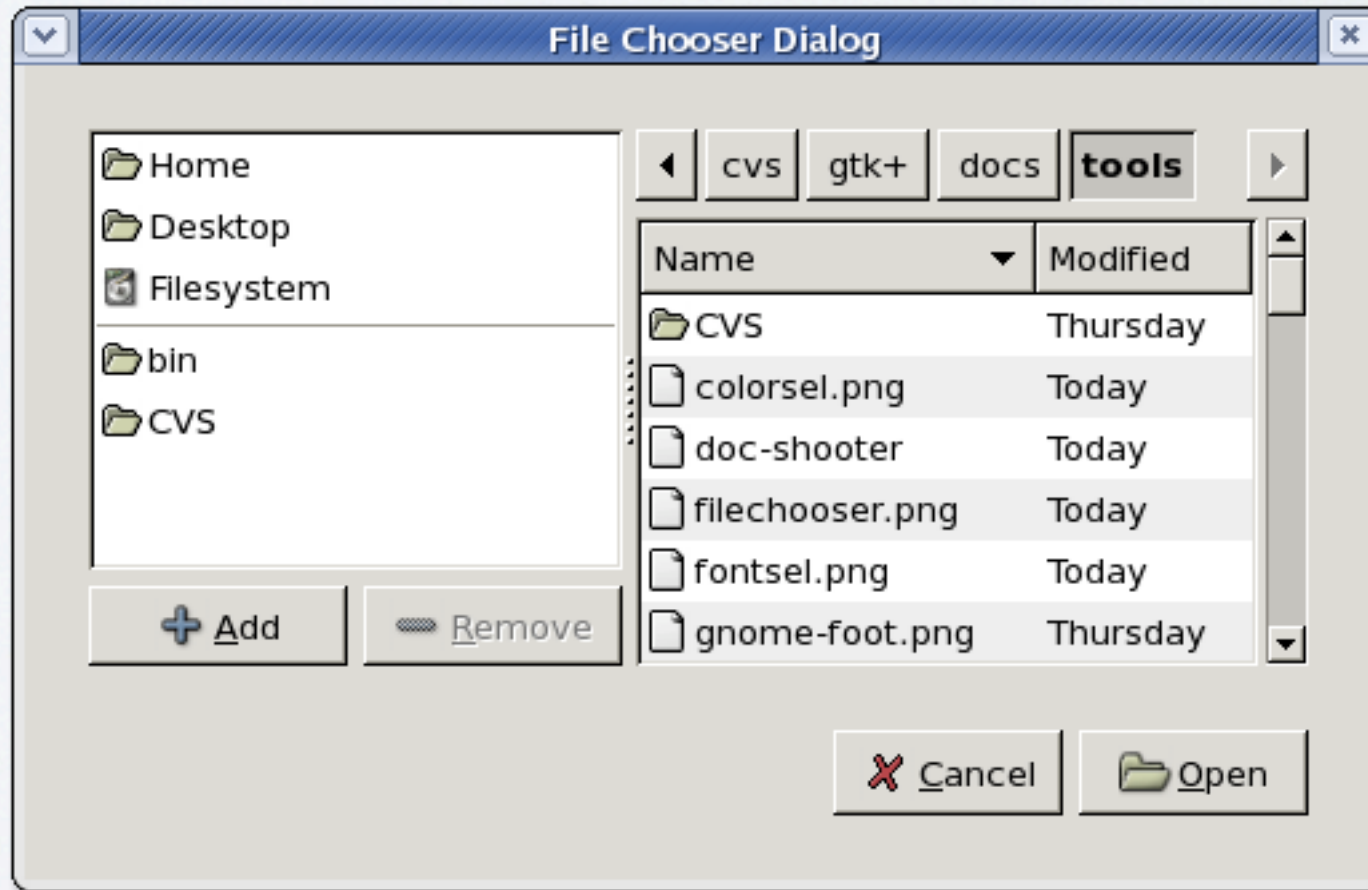 File Chooser Dialog
Home
Desktop
Filesystem
bin
CVS
Add
Remove
cvs gtk+ docs tools
Name Modified
CVS Thursday
colorsel.png Today
doc-shooter Today
filechooser.png Today
fontsel.png Today
gnome-foot.png Thursday
Cancel Open